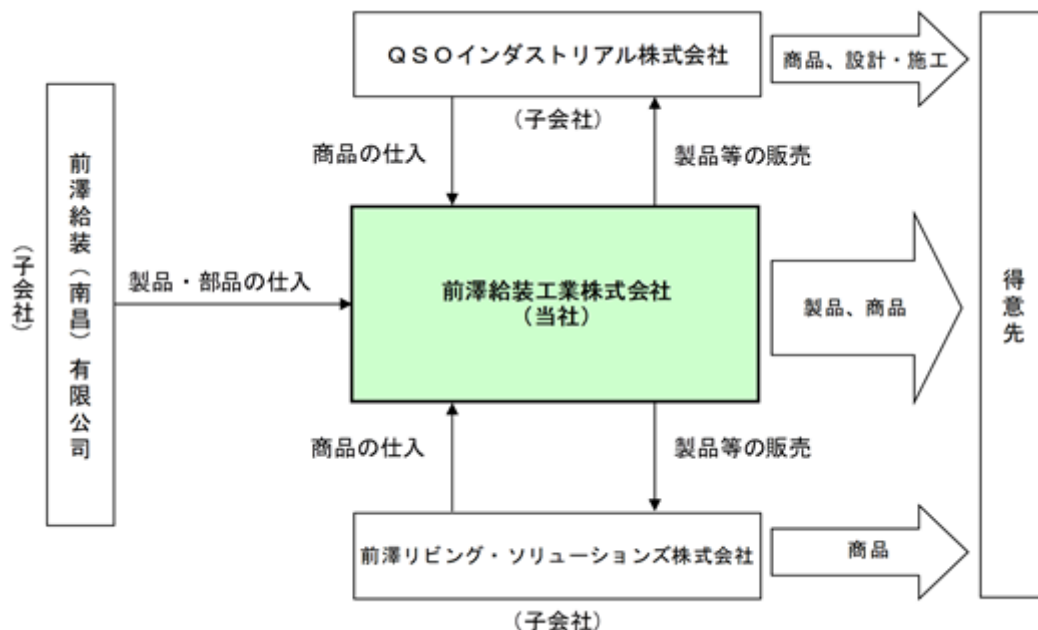 QSOインダストリアル株式会社
(子会社)
商品、設計・施工
商品の仕入
製品等の販売
前澤給装(南昌)有限公司
(子会社)
製品・部品の仕入
前澤給装工業株式会社
(当社)
製品、商品
得意先
商品の仕入
製品等の販売
前澤リビング・ソリューションズ株式会社
(子会社)
商品